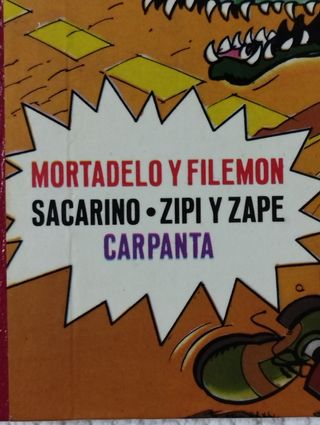 MORTADELO Y FILEMON
SACARINO • ZIPI Y ZAPE
CARPANTA